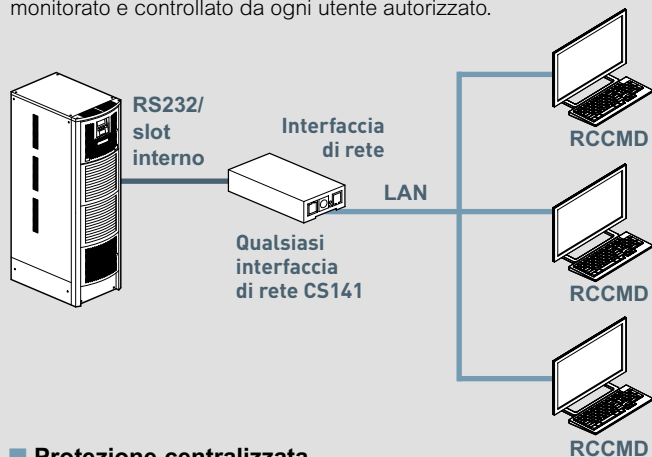 monitorato e controllato da ogni utente autorizzato.
RS232/
slot
interno
Interfaccia
di rete
LAN
Qualsiasi
interfaccia
di rete CS141
RCCMD
RCCMD
RCCMD
Protezione centralizzata